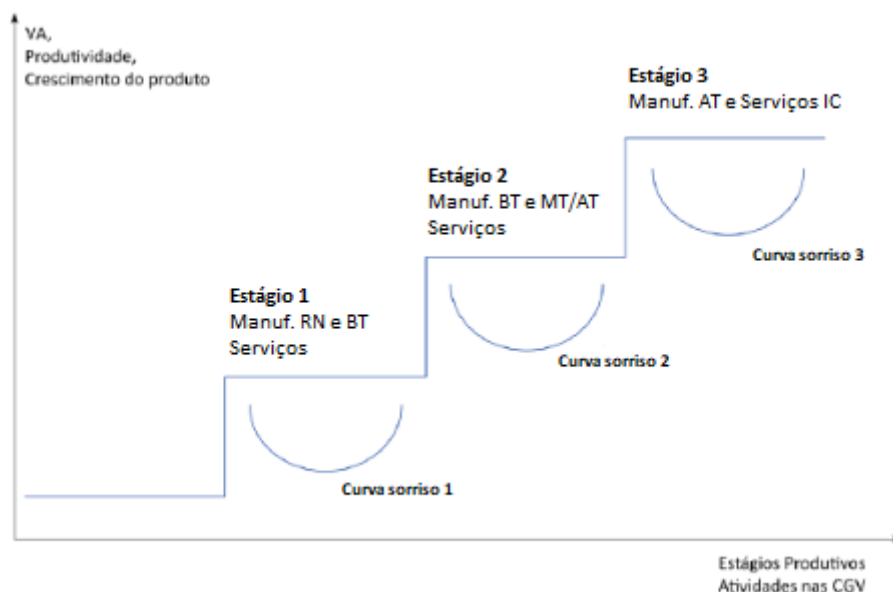 VA,
Produtividade,
Crescimento do produto
Estágio 3
Manuf. AT e Serviços IC
Estágio 2
Manuf. BT e MT/AT
Serviços
Curva sorriso 3
Estágio 1
Manuf. RN e BT
Serviços
Curva sorriso 2
Curva sorriso 1
Estágios Produtivos
Atividades nas CGV